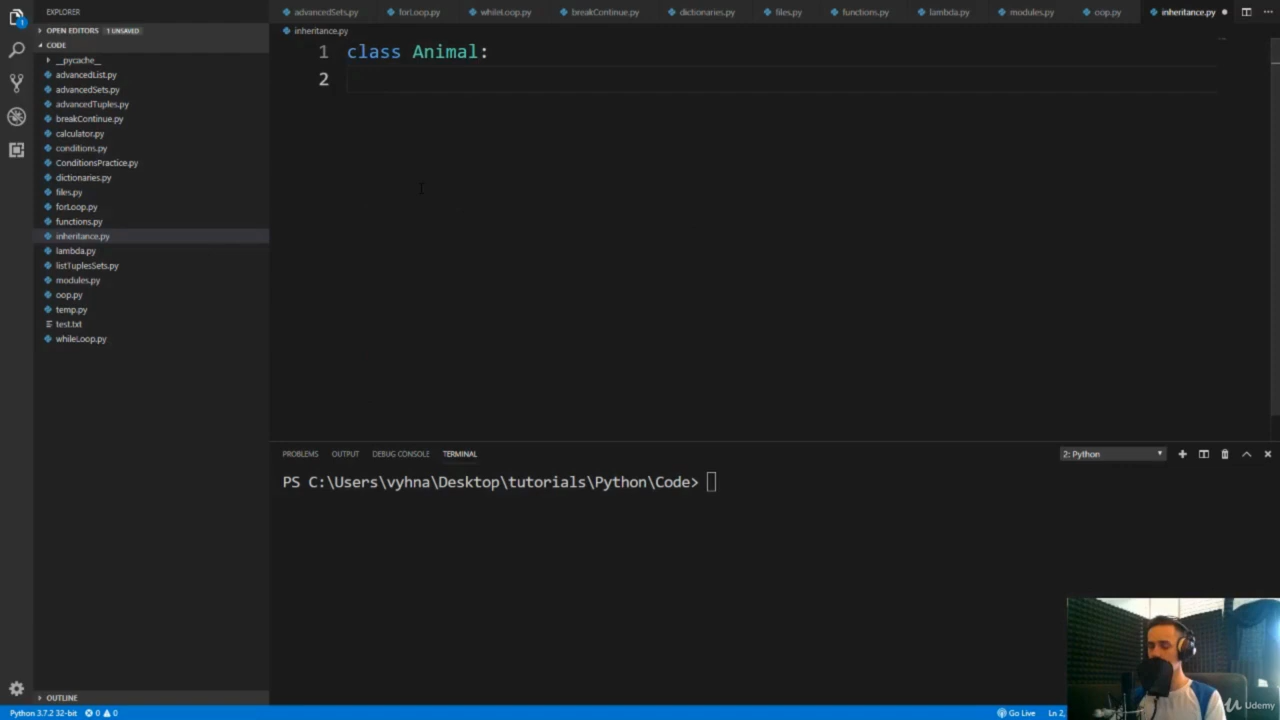 EXPLORER
OPEN EDITORS 1 UNSAVED
CODE
__pycache__
advancedList.py
advancedSets.py
advancedTuples.py
breakContinue.py
calculator.py
conditions.py
ConditionsPractice.py
dictionaries.py
files.py
forLoop.py
functions.py
inheritance.py
lambda.py
listTuplesSets.py
modules.py
oop.py
temp.py
test.txt
whileLoop.py
OUTLINE
advancedSets.py forLoop.py whileLoop.py breakContinue.py dictionaries.py files.py functions.py lambda.py modules.py oop.py inheritance.py
inheritance.py
1 class Animal:
2
PROBLEMS OUTPUT DEBUG CONSOLE TERMINAL 2: Python
PS C:\Users\vyhna\Desktop\tutorials\Python\Code>
Python 3.7.2 32-bit 0 0 Go Live Ln 2,
Udemy
1